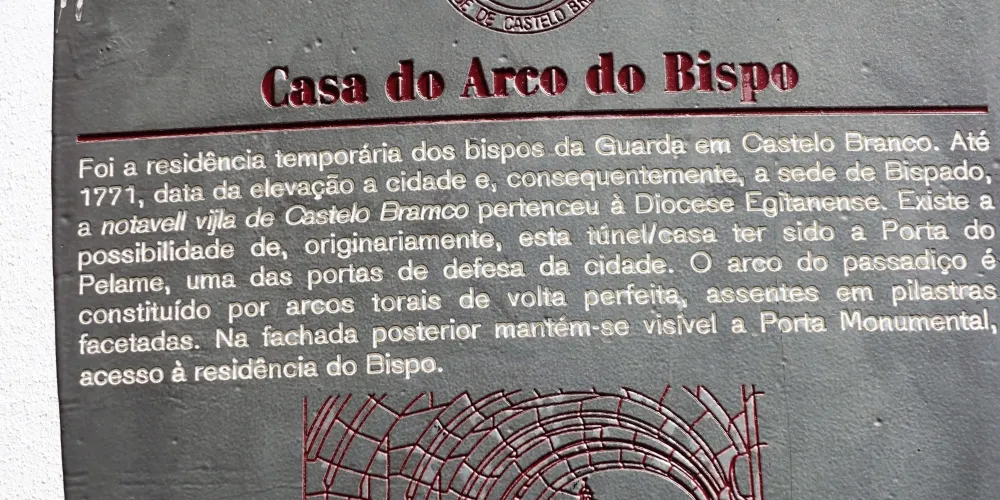 DE CASTELO BR
Casa do Arco do Bispo
Foi a residência temporária dos bispos da Guarda em Castelo Branco. Até
1771, data da elevação a cidade e, consequentemente, a sede de Bispado,
a notavell vijla de Castelo Bramco pertenceu à Diocese Egitanense. Existe a
possibilidade de, originariamente, esta túnel/casa ter sido a Porta do
Pelame, uma das portas de defesa da cidade. O arco do passadiço é
constituído por arcos torais de volta perfeita, assentes em pilastras
facetadas. Na fachada posterior mantém-se visível a Porta Monumental,
acesso à residência do Bispo.